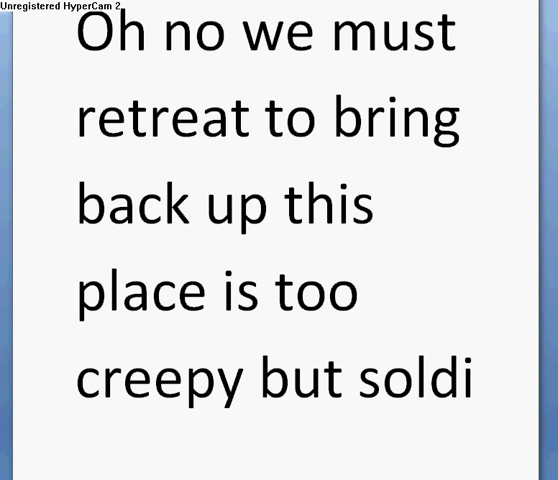 Unregistered HyperCam 2
Oh no we must
retreat to bring
back up this
place is too
creepy but soldi